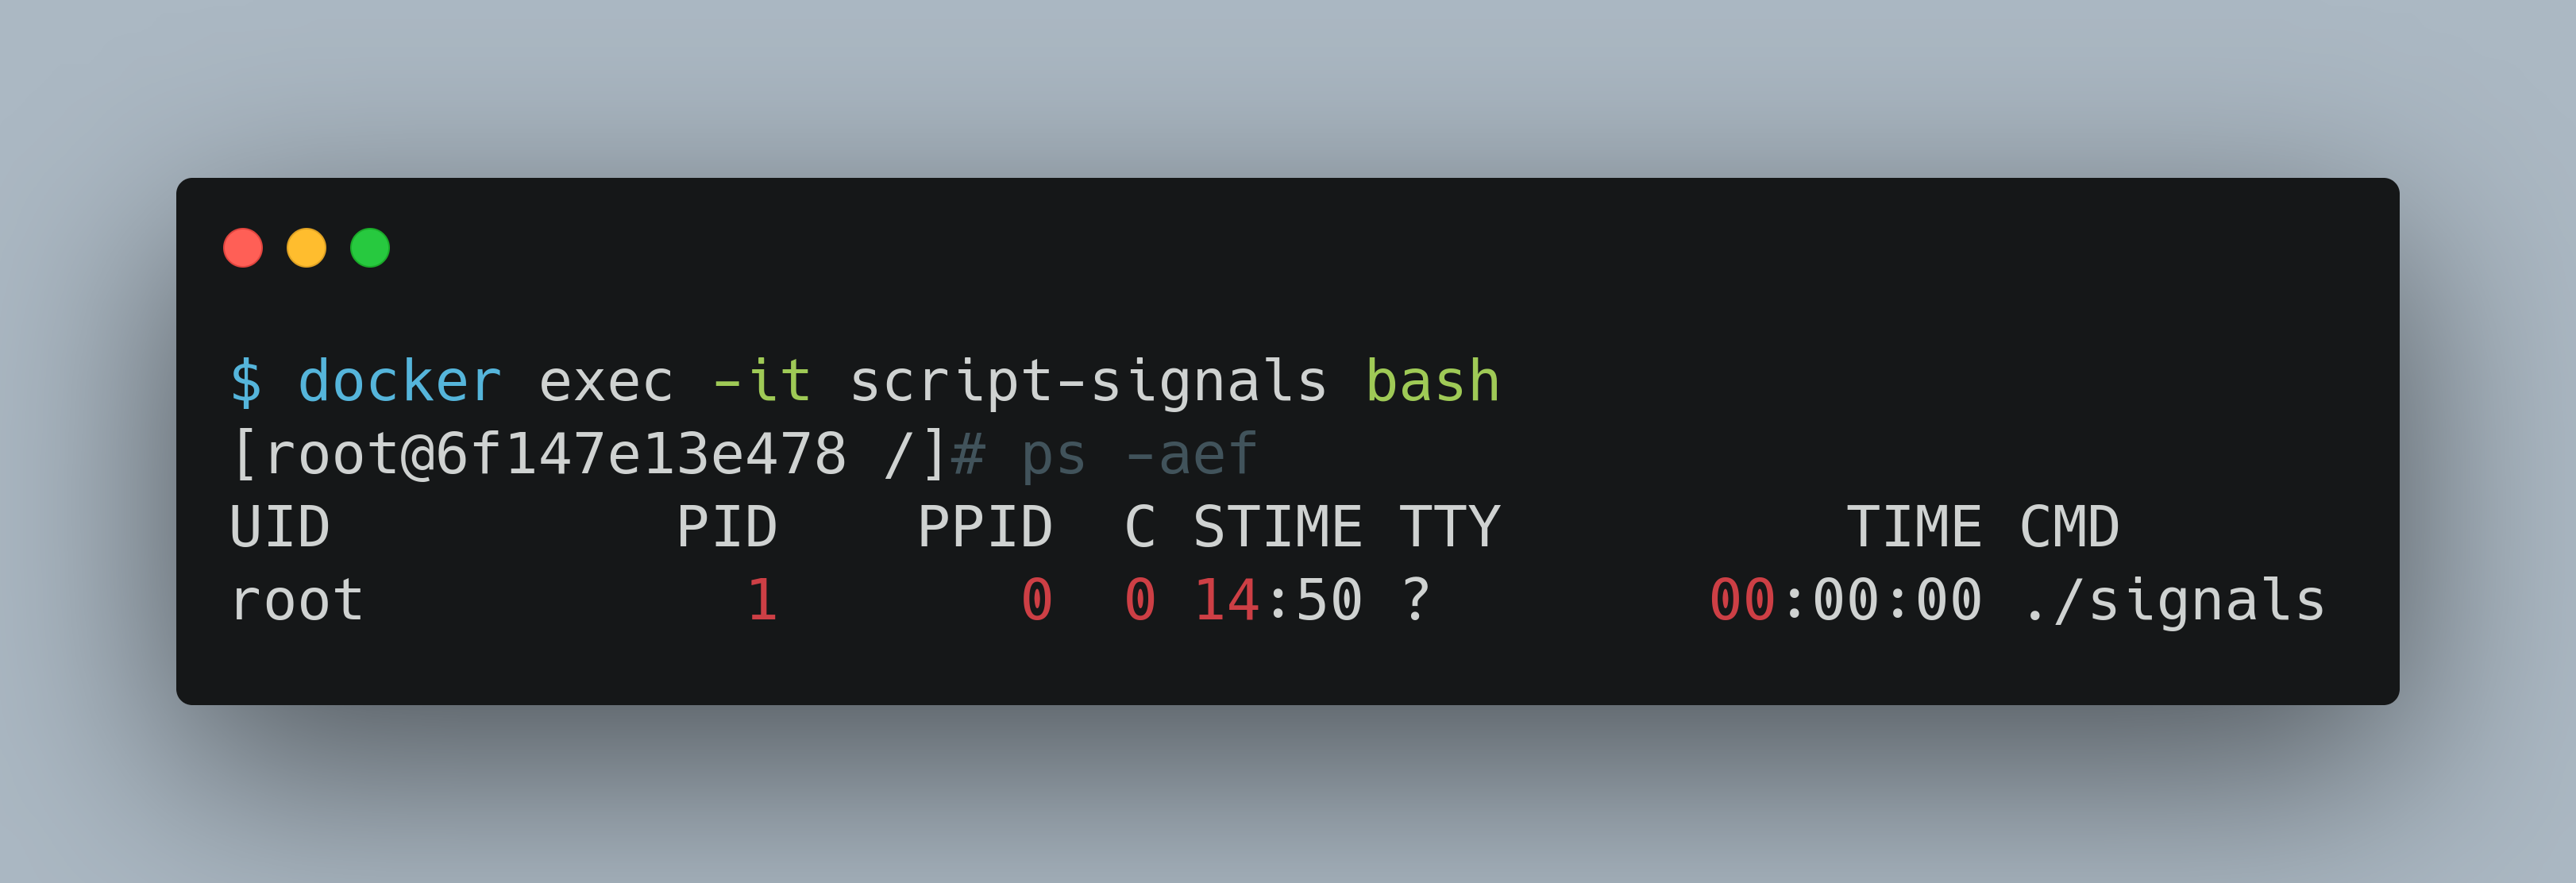 $ docker exec -it script-signals bash
[root@6f147e13e478 /]# ps -aef
UID          PID    PPID  C STIME TTY          TIME CMD
root           1       0  0 14:50 ?        00:00:00 ./signals